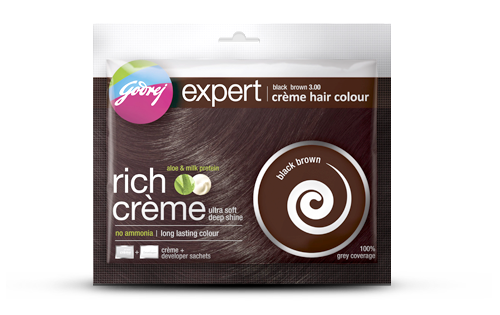 Godrej
expert
black brown 3.00
crème hair colour
aloe & milk protein
rich
crème
ultra soft
deep shine
no ammonia | long lasting colour
+
crème +
developer sachets
black brown
100%
grey coverage